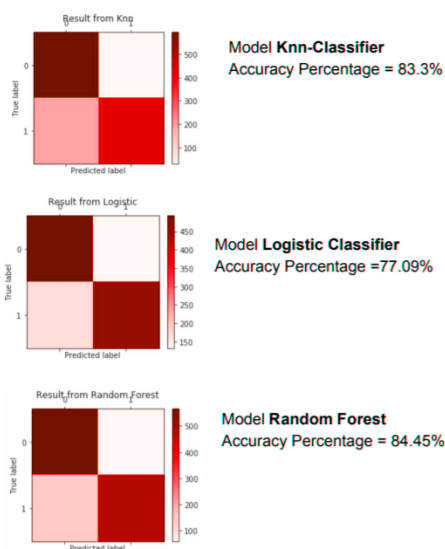 Result from Knn
0 1
0
1
True label
Predicted label
500
400
300
200
100
Model Knn-Classifier
Accuracy Percentage = 83.3%
Result from Logistic
0 1
0
1
True label
Predicted label
450
400
350
300
250
200
150
Model Logistic Classifier
Accuracy Percentage =77.09%
Result from Random Forest
0 1
0
1
True label
Predicted label
500
400
300
200
100
Model Random Forest
Accuracy Percentage = 84.45%